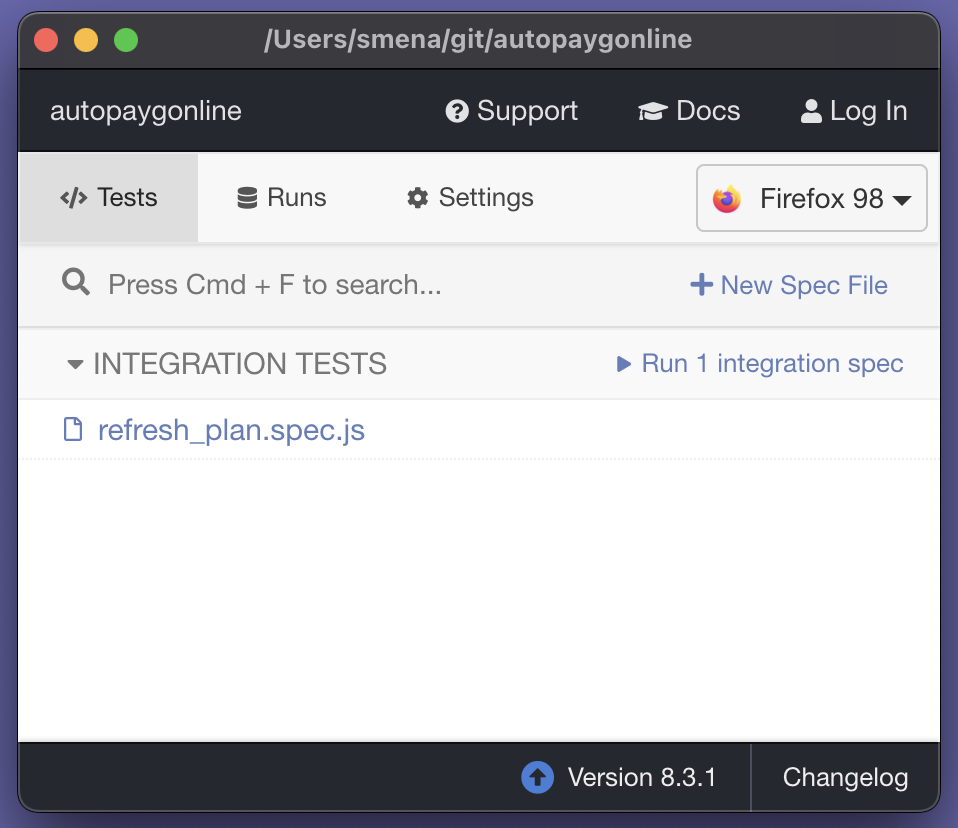 /Users/smena/git/autopaygonline
autopaygonline Support Docs Log In
Tests Runs Settings Firefox 98
Press Cmd + F to search... New Spec File
INTEGRATION TESTS Run 1 integration spec
refresh_plan.spec.js
Version 8.3.1 Changelog